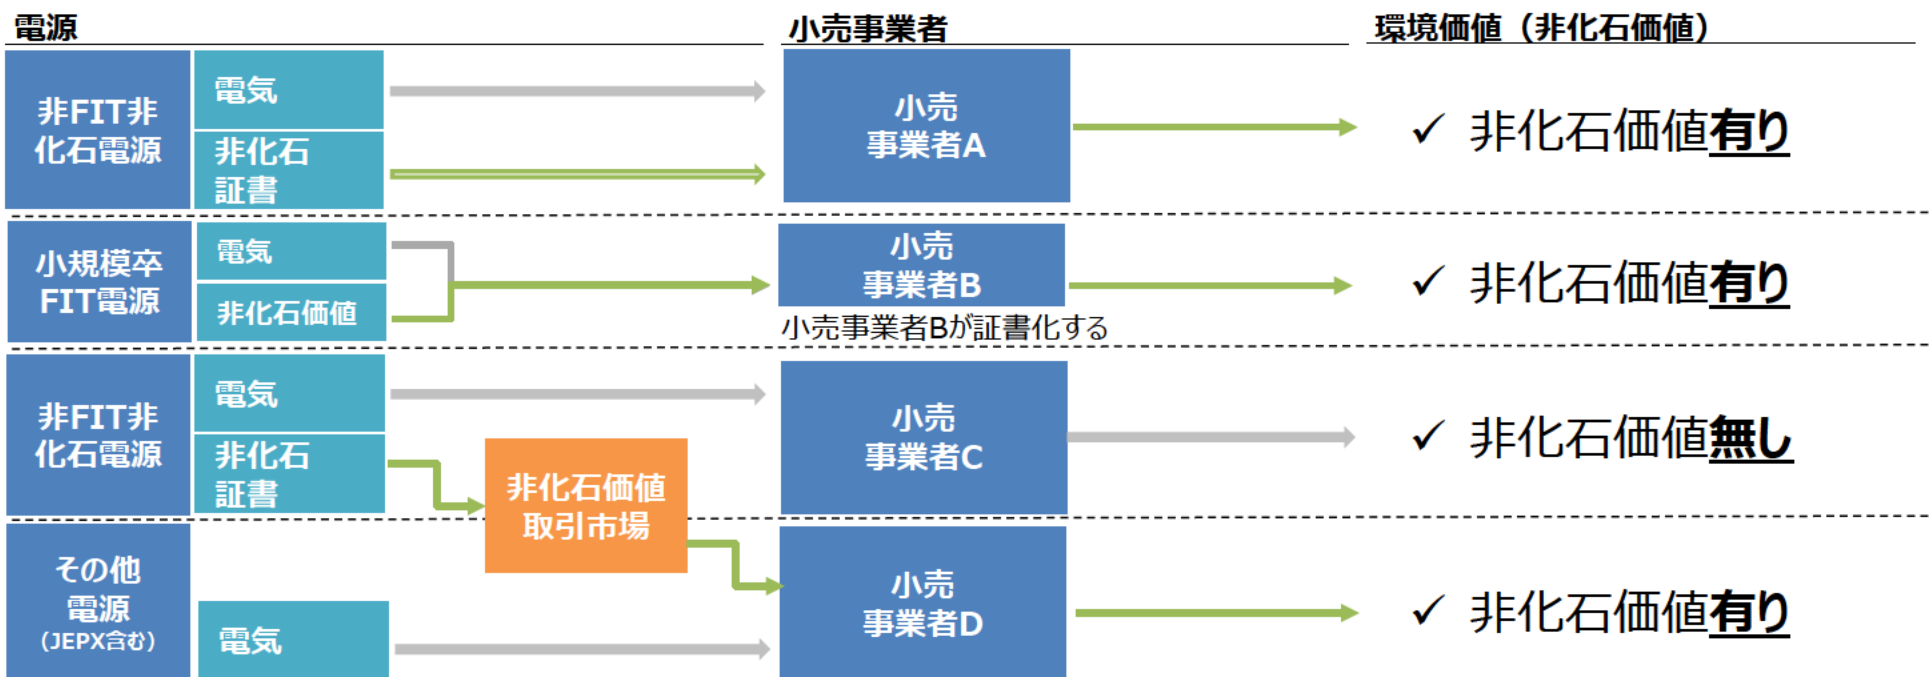 電源
小売事業者
環境価値（非化石価値）
非FIT非
化石電源
電気
非化石
証書
小売
事業者A
✓ 非化石価値有り
小規模卒
FIT電源
電気
非化石価値
小売
事業者B
小売事業者Bが証書化する
✓ 非化石価値有り
非FIT非
化石電源
電気
非化石
証書
非化石価値
取引市場
小売
事業者C
✓ 非化石価値無し
その他
電源
（JEPX含む）
電気
小売
事業者D
✓ 非化石価値有り